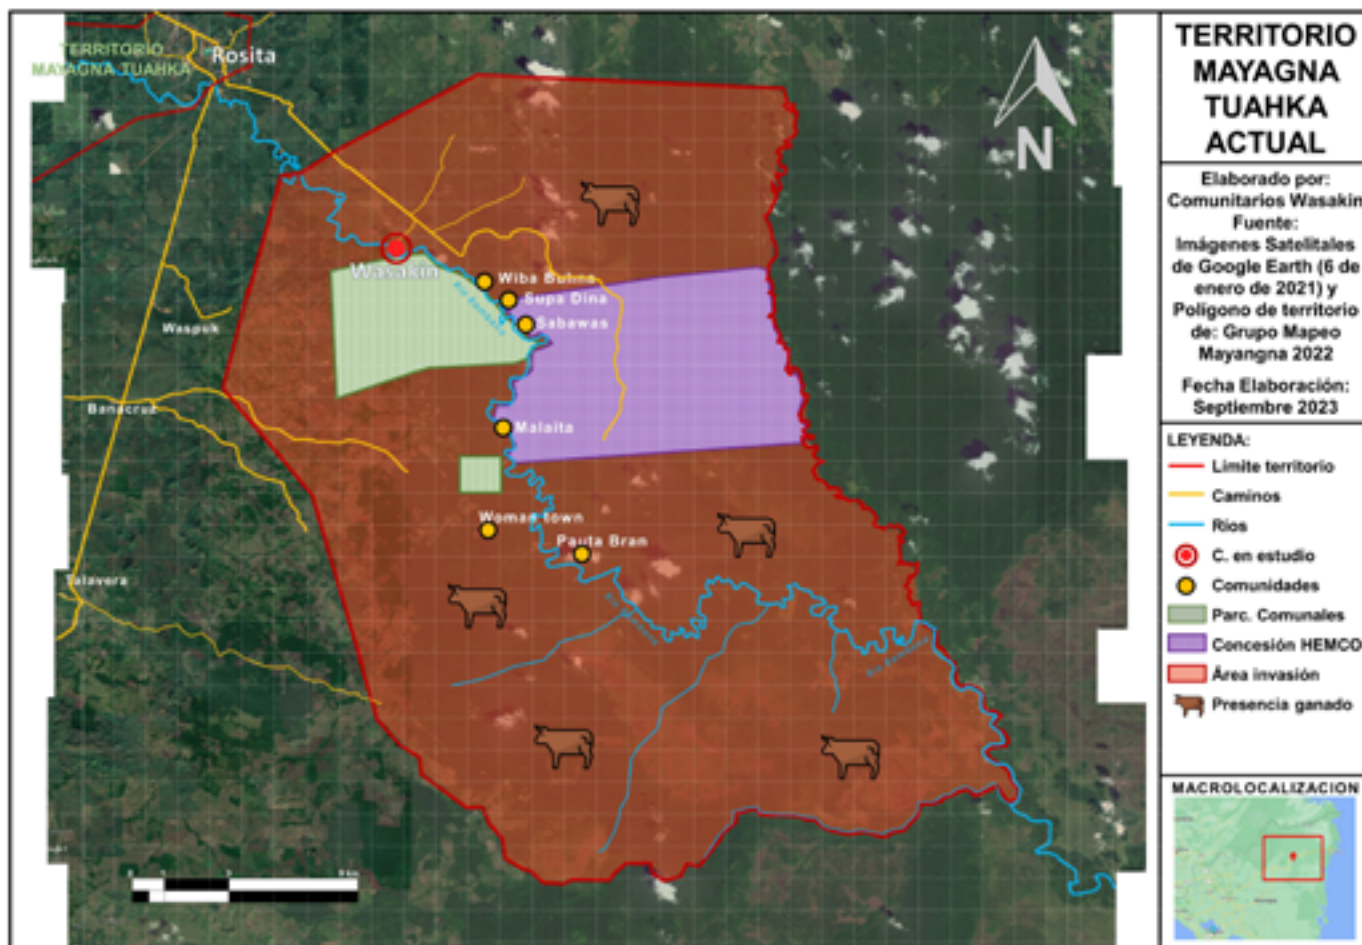 TERRITORIO
MAYAGNA TUAHKA
Rosita
Wasakin
Wiba Buhns
Supa Dina
Sabawas
Waspuk
Banacruz
Malaita
Woman town
Pauta Bran
Talavera
N
TERRITORIO
MAYAGNA
TUAHKA
ACTUAL
Elaborado por:
Comunitarios Wasakin
Fuente:
Imágenes Satelitales
de Google Earth (6 de
enero de 2021) y
Polígono de territorio
de: Grupo Mapeo
Mayangna 2022
Fecha Elaboración:
Septiembre 2023
LEYENDA:
Límite territorio
Caminos
Ríos
C. en estudio
Comunidades
Parc. Comunales
Concesión HEMCO
Área invasión
Presencia ganado
MACROLOCALIZACION